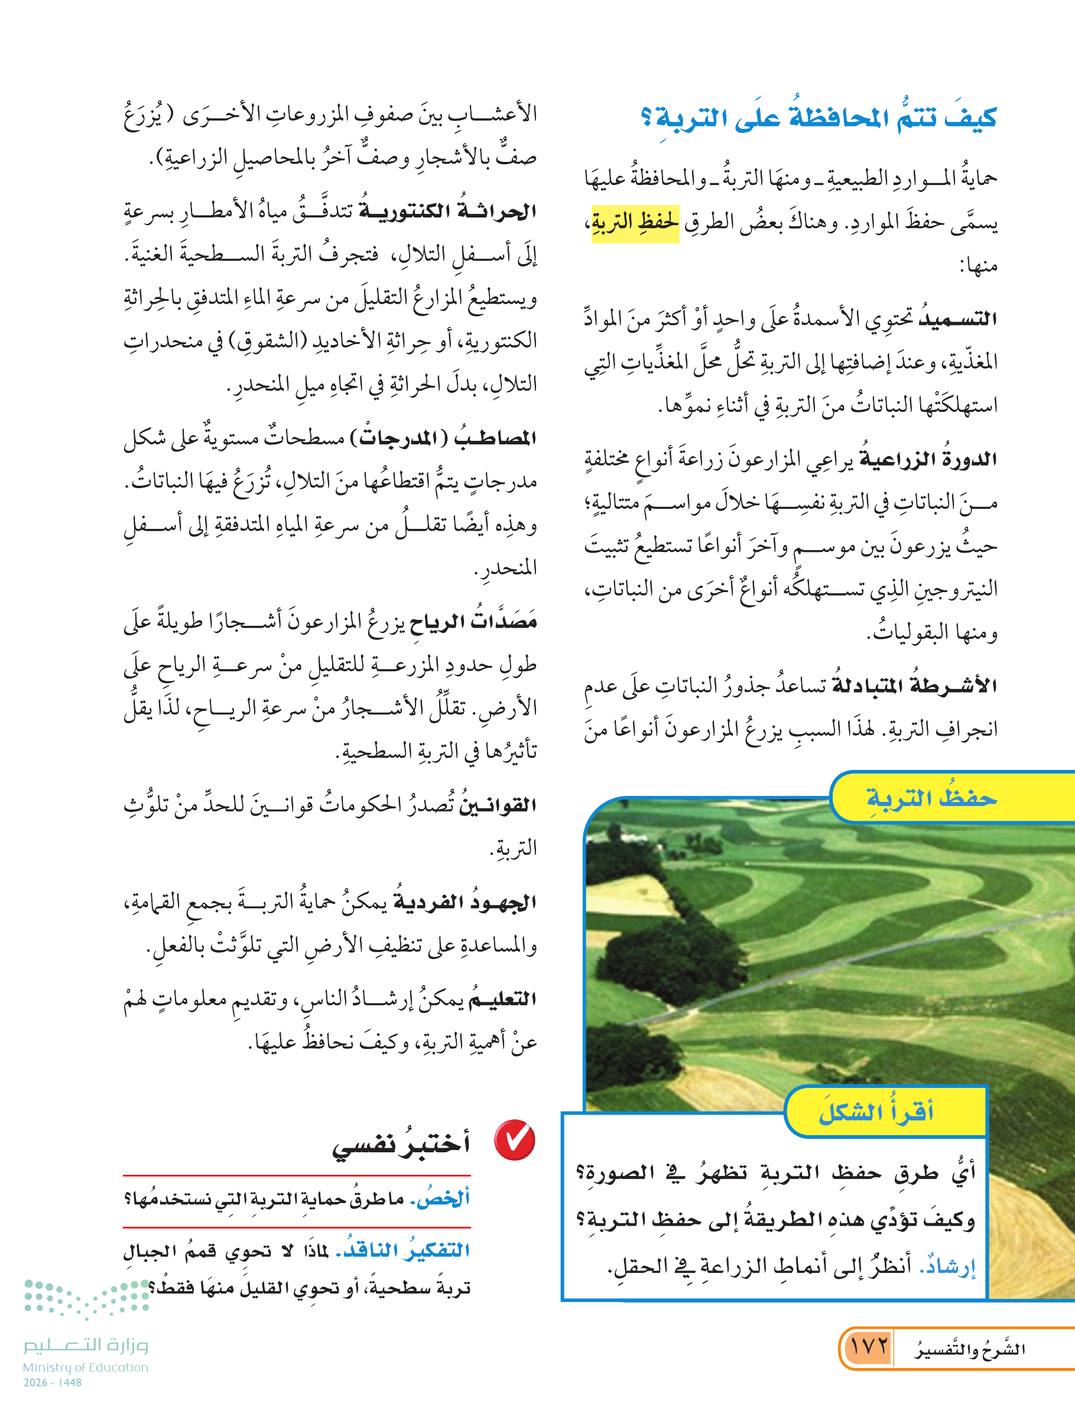 كيفَ تتمُّ المحافظةُ علَى التربةِ؟
حمايةُ المواردِ الطبيعيةِ - ومنهَا التربةُ - والمحافظةُ عليهَا
يسمَّى حفظَ المواردِ. وهناكَ بعضُ الطرقِ لحفظِ التربةِ،
منها:
التسميدُ تحتوِي الأسمدةُ علَى واحدٍ أوْ أكثرَ منَ الموادِّ
المغذّيةِ، وعندَ إضافتِها إلى التربةِ تحلُّ محلَّ المغذِّياتِ التِي
استهلكَتْها النباتاتُ منَ التربةِ في أثناءِ نموِّها.
الدورةُ الزراعيةُ يراعِي المزارعونَ زراعةَ أنواعٍ مختلفةٍ
منَ النباتاتِ في التربةِ نفسِهَا خلالَ مواسمَ متتاليةٍ؛
حيثُ يزرعونَ بين موسمٍ وآخرَ أنواعًا تستطيعُ تثبيتَ
النيتروجينِ الذِي تستهلكُه أنواعٌ أخرَى من النباتاتِ،
ومنها البقولياتُ.
الأشرطةُ المتبادلةُ تساعدُ جذورُ النباتاتِ علَى عدمِ
انجرافِ التربةِ. لهذَا السببِ يزرعُ المزارعونَ أنواعًا منَ
حفظُ التربةِ
أقرأُ الشكلَ
أيُّ طرقِ حفظِ التربةِ تظهرُ في الصورةِ؟
وكيفَ تؤدِّي هذهِ الطريقةُ إلى حفظِ التربةِ؟
إرشادٌ. أنظرُ إلى أنماطِ الزراعةِ في الحقلِ.
الأعشابِ بينَ صفوفِ المزروعاتِ الأخرَى (يُزرَعُ
صفٌّ بالأشجارِ وصفٌّ آخرُ بالمحاصيلِ الزراعيةِ).
الحراثةُ الكنتوريةُ تتدفَّقُ مياهُ الأمطارِ بسرعةٍ
إلَى أسفلِ التلالِ، فتجرفُ التربةَ السطحيةَ الغنيةَ.
ويستطيعُ المزارعُ التقليلَ من سرعةِ الماءِ المتدفقِ بالحِراثةِ
الكنتوريةِ، أو حِراثةِ الأخاديدِ (الشقوقِ) في منحدراتِ
التلالِ، بدلَ الحراثةِ في اتجاهِ ميلِ المنحدرِ.
المصاطبُ (المدرجاتُ) مسطحاتٌ مستويةٌ على شكل
مدرجاتٍ يتمُّ اقتطاعُها منَ التلالِ، تُزرَعُ فيهَا النباتاتُ.
وهذِه أيضًا تقللُ من سرعةِ المياهِ المتدفقةِ إلى أسفلِ
المنحدرِ.
مَصَدَّاتُ الرياحِ يزرعُ المزارعونَ أشجارًا طويلةً علَى
طولِ حدودِ المزرعةِ للتقليلِ منْ سرعةِ الرياحِ علَى
الأرضِ. تقلِّلُ الأشجارُ منْ سرعةِ الرياحِ، لذَا يقلُّ
تأثيرُها في التربةِ السطحيةِ.
القوانينُ تُصدرُ الحكوماتُ قوانينَ للحدِّ منْ تلوُّثِ
التربةِ.
الجهودُ الفرديةُ يمكنُ حمايةُ التربةَ بجمعِ القمامةِ،
والمساعدةِ على تنظيفِ الأرضِ التي تلوَّثتْ بالفعلِ.
التعليمُ يمكنُ إرشادُ الناسِ، وتقديمِ معلوماتٍ لهمْ
عنْ أهميةِ التربةِ، وكيفَ نحافظُ عليهَا.
أختبرُ نفسي
ألخصُ. ما طرقُ حمايةِ التربةِ التِي نستخدمُها؟
التفكيرُ الناقدُ. لماذَا لا تحوِي قممُ الجبالِ
تربةً سطحيةً، أو تحوِي القليلَ منهَا فقطْ؟
وزارة التعليم
Ministry of Education
2026 - 1448
الشَّرحُ والتَّفسيرُ ١٧٢